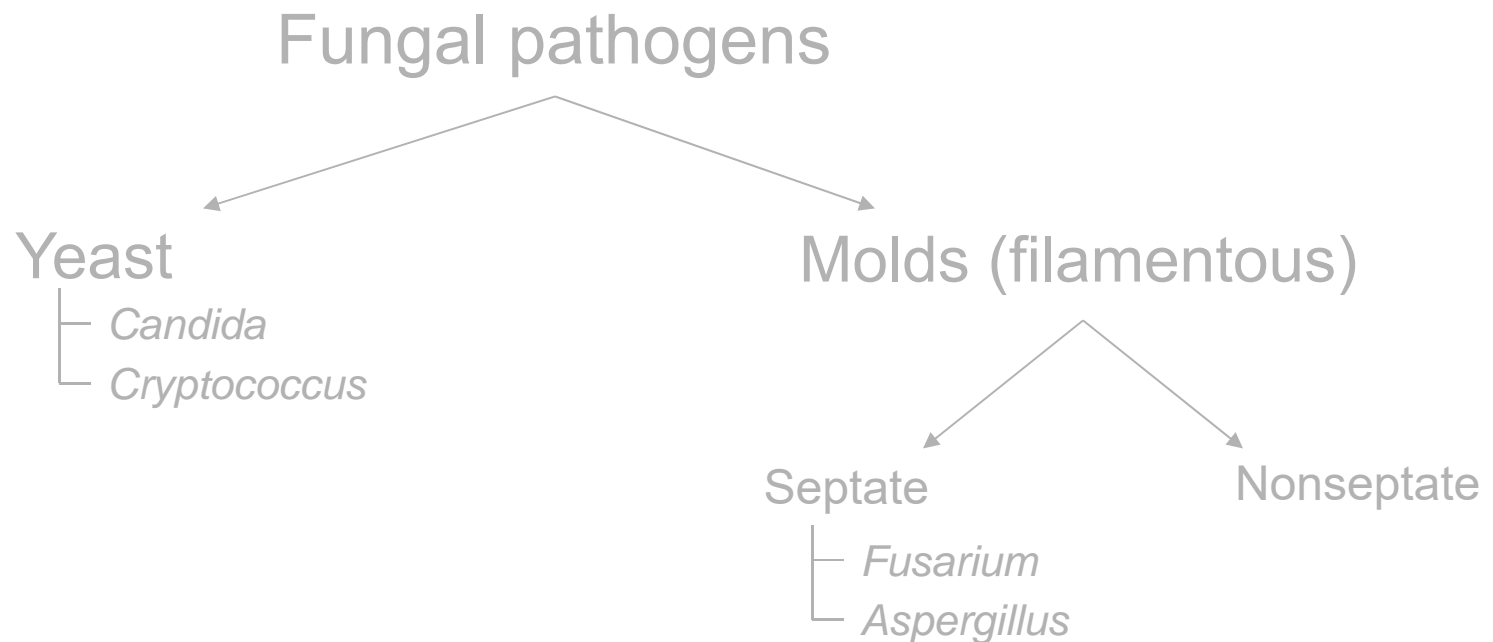 Fungal pathogens
Yeast
Candida
Cryptococcus
Molds (filamentous)
Septate
Fusarium
Aspergillus
Nonseptate